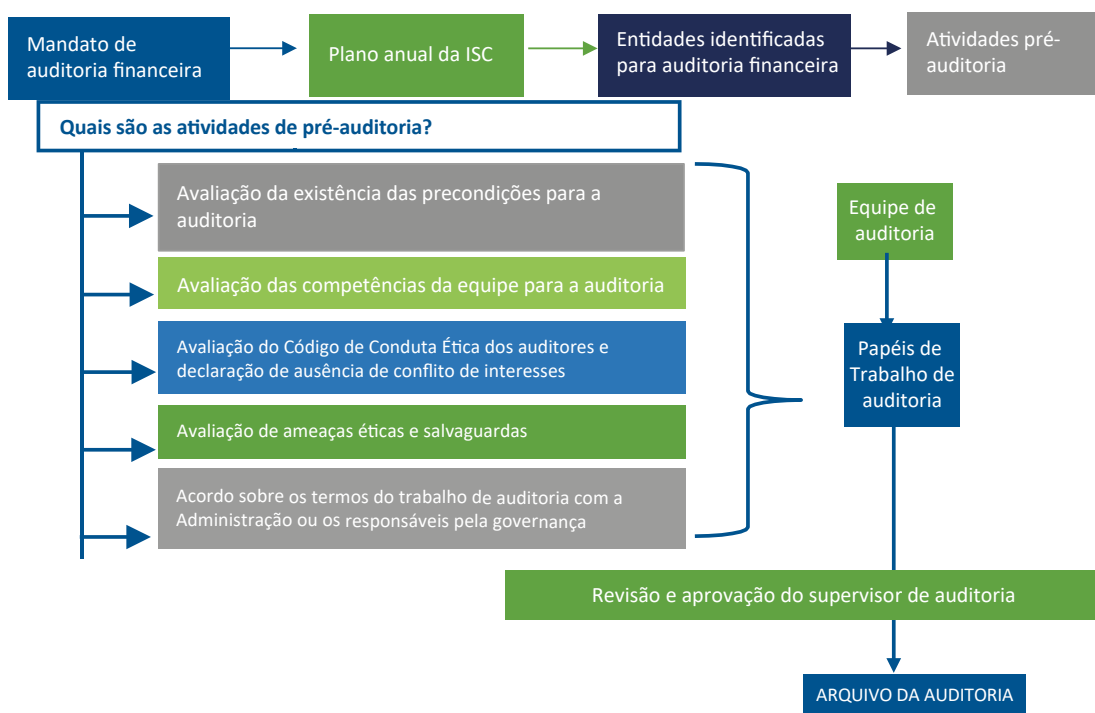 Mandato de
auditoria financeira
Plano anual da ISC
Entidades identificadas
para auditoria financeira
Atividades pré-
auditoria
Quais são as atividades de pré-auditoria?
Avaliação da existência das precondições para a
auditoria
Avaliação das competências da equipe para a auditoria
Avaliação do Código de Conduta Ética dos auditores e
declaração de ausência de conflito de interesses
Avaliação de ameaças éticas e salvaguardas
Acordo sobre os termos do trabalho de auditoria com a
Administração ou os responsáveis pela governança
Equipe de
auditoria
Papéis de
Trabalho de
auditoria
Revisão e aprovação do supervisor de auditoria
ARQUIVO DA AUDITORIA